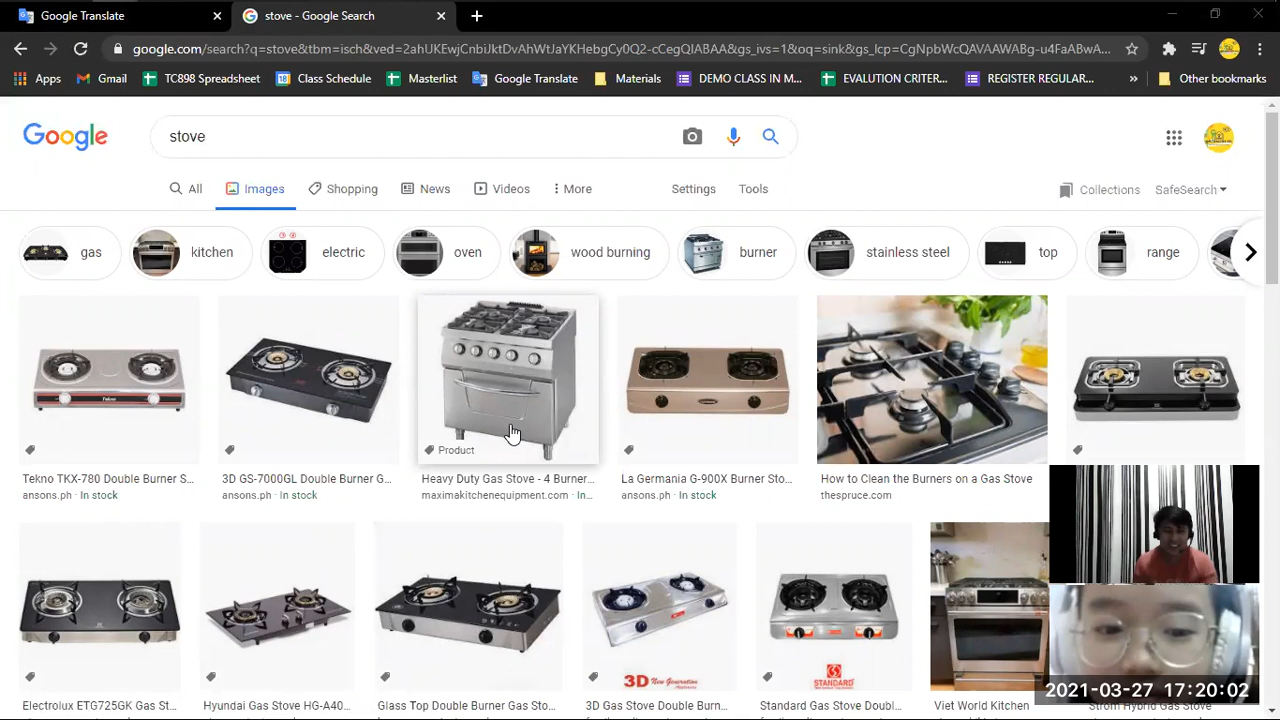 Google Translate
stove - Google Search
google.com/search?q=stove&tbm=isch&ved=2ahUKEwjCnbiJktDvAhWtJaYKHebgCy0Q2-cCegQIABAA&gs_ivs=1&oq=sink&gs_lcp=CgNpbWcQAVAAWABg-u4FaABwA...
Apps
Gmail
TC898 Spreadsheet
Class Schedule
Masterlist
Google Translate
Materials
DEMO CLASS IN M...
EVALUTION CRITER...
REGISTER REGULAR...
Other bookmarks
Google
stove
All
Images
Shopping
News
Videos
More
Settings
Tools
Collections
SafeSearch
gas
kitchen
electric
oven
wood burning
burner
stainless steel
top
range
Product
Tekno TKX-780 Double Burner S...
ansons.ph · In stock
3D GS-7000GL Double Burner G...
ansons.ph · In stock
Heavy Duty Gas Stove - 4 Burner...
maximakitchenequipment.com · In...
La Germania G-900X Burner Sto...
ansons.ph · In stock
How to Clean the Burners on a Gas Stove
thespruce.com
3D New Generation
STANDARD
Electrolux ETG725GK Gas St...
Hyundai Gas Stove HG-A40...
Glass Top Double Burner Gas Sto...
3D Gas Stove Double Burn...
Standard Gas Stove Doubl...
Viet World Kitchen
Strom Hybrid Gas Stove
2021-03-27 17:20:02